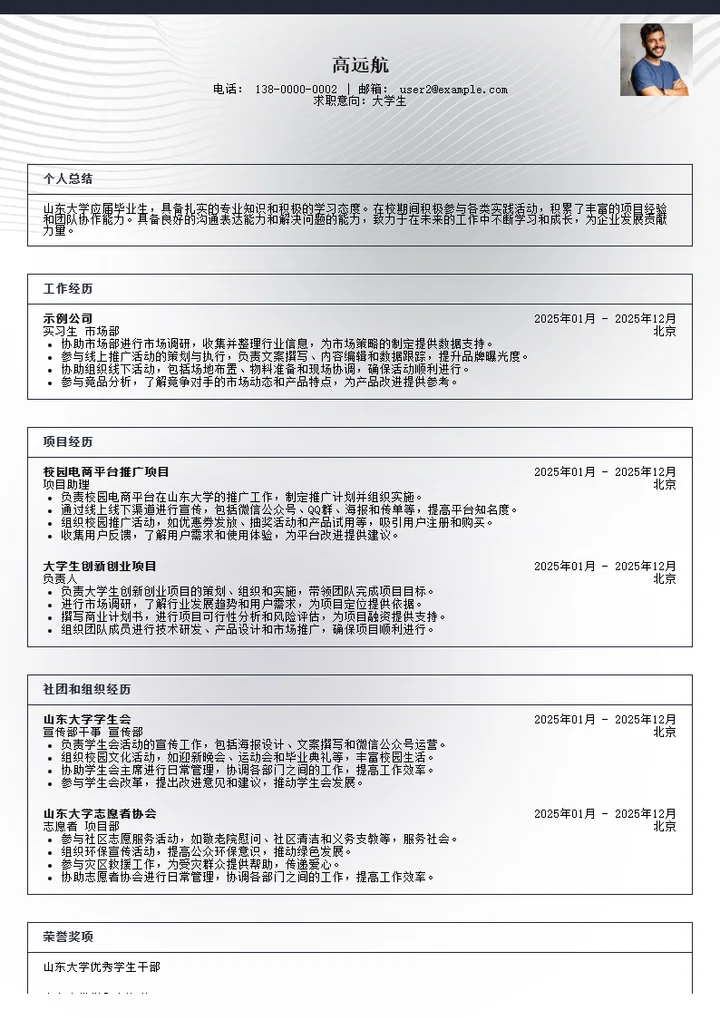 高远航
电话： 138-0000-0002 | 邮箱： user2@example.com
求职意向：大学生
个人总结
山东大学应届毕业生，具备扎实的专业知识和积极的学习态度。在校期间积极参与各类实践活动，积累了丰富的项目经验
和团队协作能力。具备良好的沟通表达能力和解决问题的能力，致力于在未来的工作中不断学习和成长，为企业发展贡献
力量。
工作经历
示例公司 2025年01月 - 2025年12月
实习生 市场部 北京
• 协助市场部进行市场调研，收集并整理行业信息，为市场策略的制定提供数据支持。
• 参与线上推广活动的策划与执行，负责文案撰写、内容编辑和数据跟踪，提升品牌曝光度。
• 协助组织线下活动，包括场地布置、物料准备和现场协调，确保活动顺利进行。
• 参与竞品分析，了解竞争对手的市场动态和产品特点，为产品改进提供参考。
项目经历
校园电商平台推广项目 2025年01月 - 2025年12月
项目助理 北京
• 负责校园电商平台在山东大学的推广工作，制定推广计划并组织实施。
• 通过线上线下渠道进行宣传，包括微信公众号、QQ群、海报和传单等，提高平台知名度。
• 组织校园推广活动，如优惠券发放、抽奖活动和产品试用等，吸引用户注册和购买。
• 收集用户反馈，了解用户需求和使用体验，为平台改进提供建议。
大学生创新创业项目 2025年01月 - 2025年12月
负责人 北京
• 负责大学生创新创业项目的策划、组织和实施，带领团队完成项目目标。
• 进行市场调研，了解行业发展趋势和用户需求，为项目定位提供依据。
• 撰写商业计划书，进行项目可行性分析和风险评估，为项目融资提供支持。
• 组织团队成员进行技术研发、产品设计和市场推广，确保项目顺利进行。
社团和组织经历
山东大学学生会 2025年01月 - 2025年12月
宣传部干事 宣传部 北京
• 负责学生会活动的宣传工作，包括海报设计、文案撰写和微信公众号运营。
• 组织校园文化活动，如迎新晚会、运动会和毕业典礼等，丰富校园生活。
• 协助学生会主席进行日常管理，协调各部门之间的工作，提高工作效率。
• 参与学生会改革，提出改进意见和建议，推动学生会发展。
山东大学志愿者协会 2025年01月 - 2025年12月
志愿者 项目部 北京
• 参与社区志愿服务活动，如敬老院慰问、社区清洁和义务支教等，服务社会。
• 组织环保宣传活动，提高公众环保意识，推动绿色发展。
• 参与灾区救援工作，为受灾群众提供帮助，传递爱心。
• 协助志愿者协会进行日常管理，协调各部门之间的工作，提高工作效率。
荣誉奖项
山东大学优秀学生干部